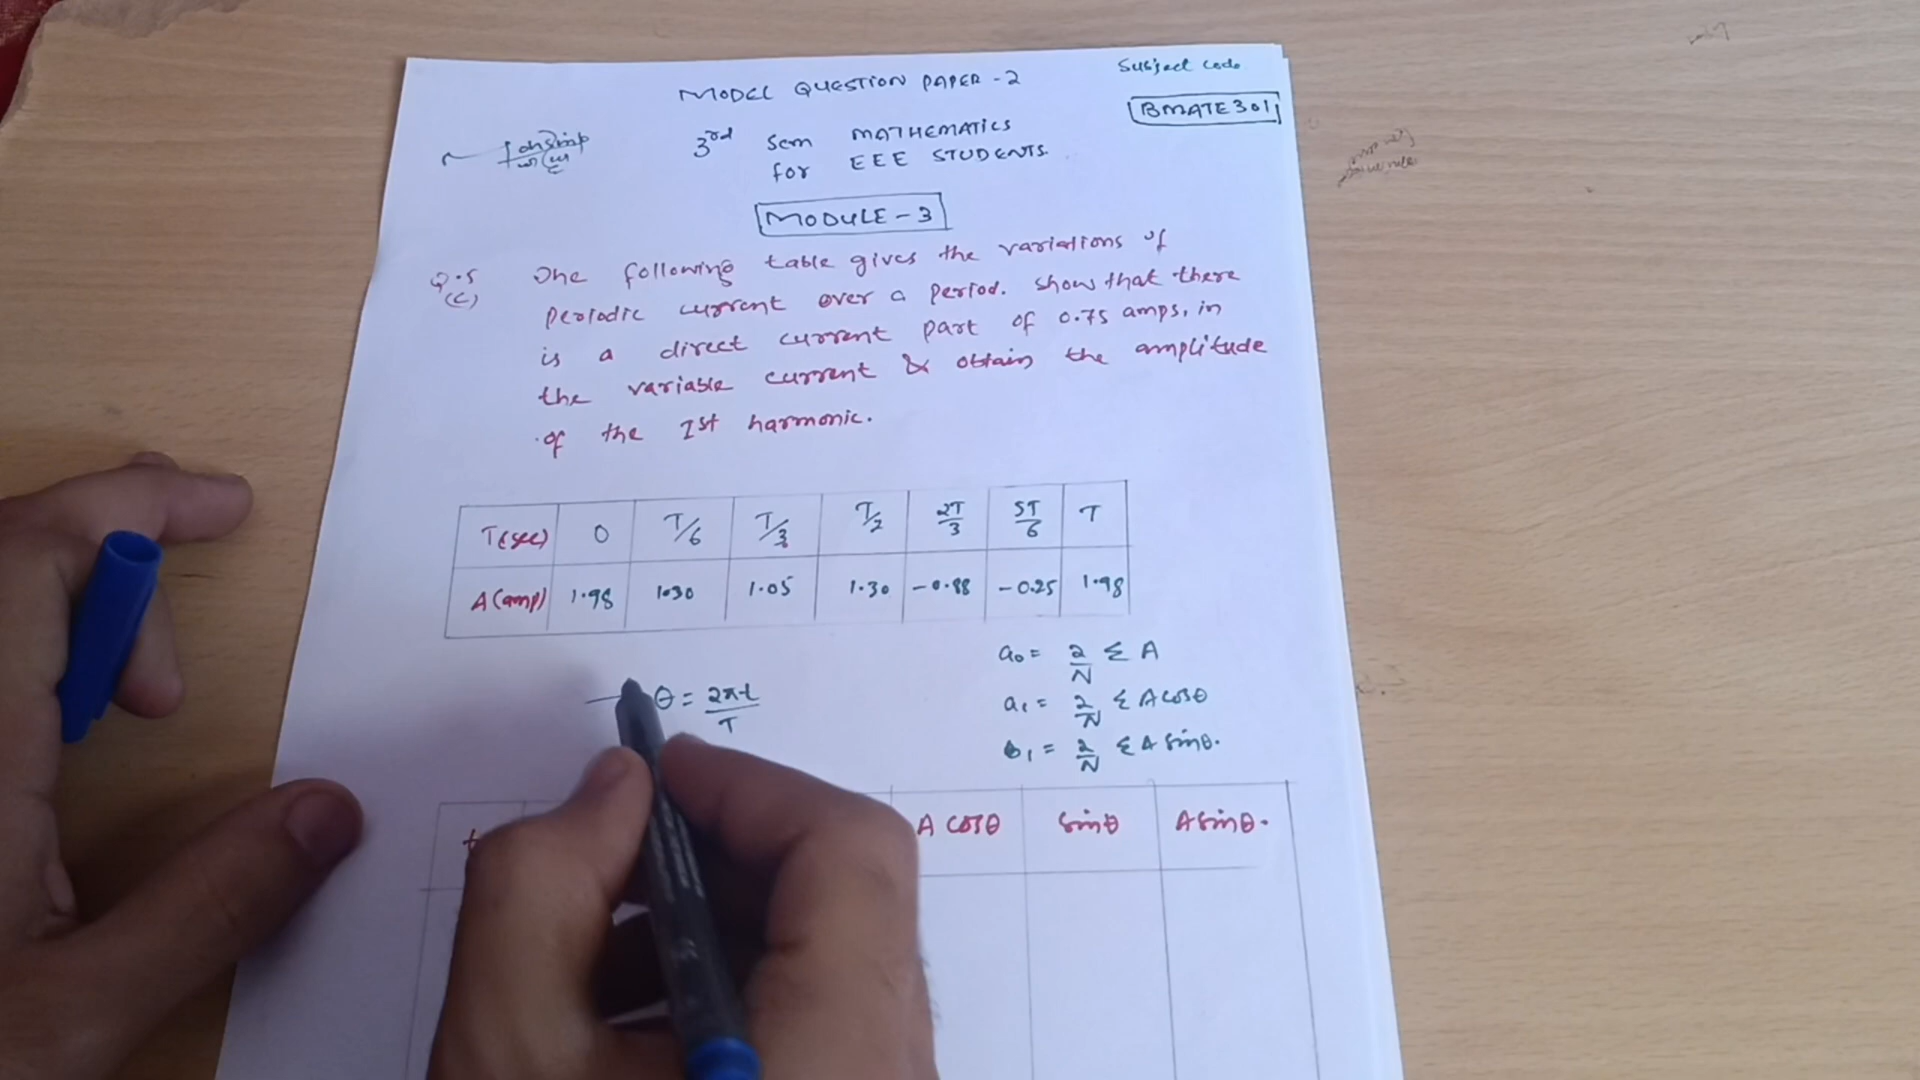 MODEL QUESTION PAPER - 2
Subject Code
BMATE301
3rd Sem MATHEMATICS
for EEE STUDENTS.
MODULE - 3
Q.5 The following table gives the variations of
(c) periodic current over a period. Show that there
is a direct current part of 0.75 amps, in
the variable current & obtain the amplitude
of the 1st harmonic.
T(sec) 0 T/6 T/3 T/2 2T/3 5T/6 T
A(amp) 1.98 1.30 1.05 1.30 -0.88 -0.25 1.98
a0 = 2/N Σ A
θ = 2πt/T
a1 = 2/N Σ A cosθ
b1 = 2/N Σ A sinθ.
t A cosθ sinθ A sinθ.